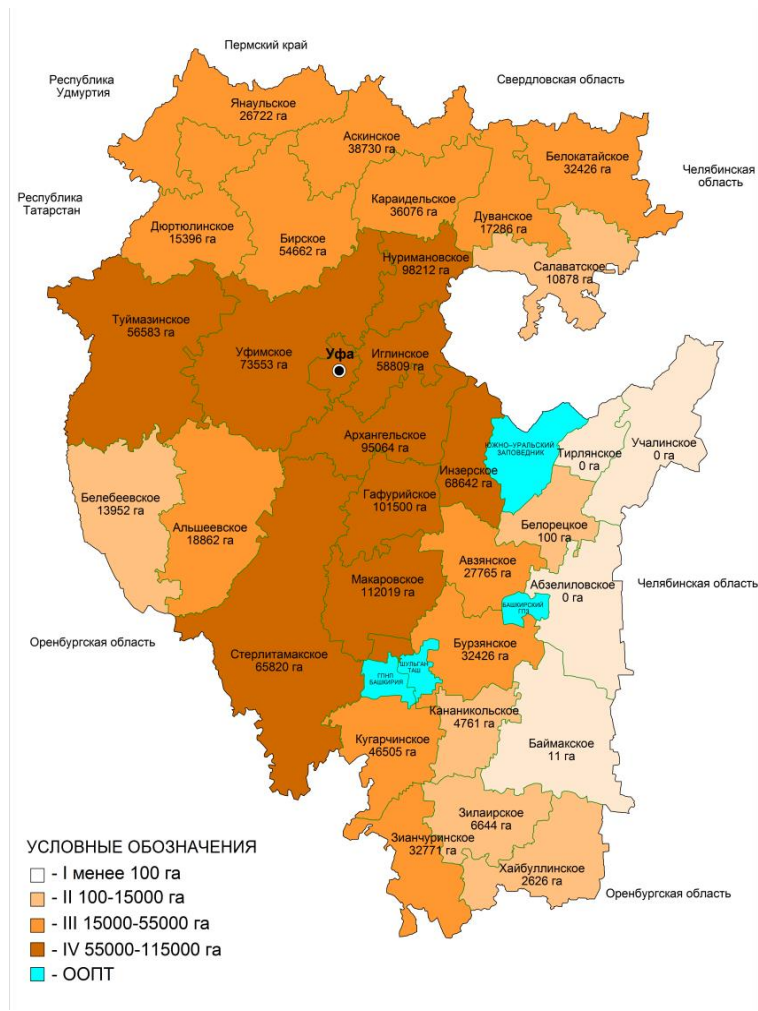 Пермский край
Республика
Удмуртия
Свердловская область
Янаульское
26722 га
Аскинское
38730 га
Белокатайское
32426 га
Челябинская
область
Республика
Татарстан
Караидельское
36076 га
Дуванское
17286 га
Дюртюлинское
15396 га
Бирское
54662 га
Нуримановское
98212 га
Салаватское
10878 га
Туймазинское
56583 га
Уфимское
73553 га
Уфа
Иглинское
58809 га
Архангельское
95064 га
ЮЖНО-УРАЛЬСКИЙ
ЗАПОВЕДНИК
Тирлянское
0 га
Учалинское
0 га
Инзерское
68642 га
Белебеевское
13952 га
Гафурийское
101500 га
Альшеевское
18862 га
Белорецкое
100 га
Авзянское
27765 га
Макаровское
112019 га
Абзелиловское
0 га
Челябинская область
БАШКИРСКИЙ
ГПЗ
Оренбургская область
Стерлитамакское
65820 га
Бурзянское
32426 га
ШУЛЬГАН
ТАШ
ГПНП
БАШКИРИЯ
Кананикольское
4761 га
Кугарчинское
46505 га
Баймакское
11 га
Зилаирское
6644 га
Зианчуринское
32771 га
Хайбуллинское
2626 га
Оренбургская область
УСЛОВНЫЕ ОБОЗНАЧЕНИЯ
- I менее 100 га
- II 100-15000 га
- III 15000-55000 га
- IV 55000-115000 га
- ООПТ